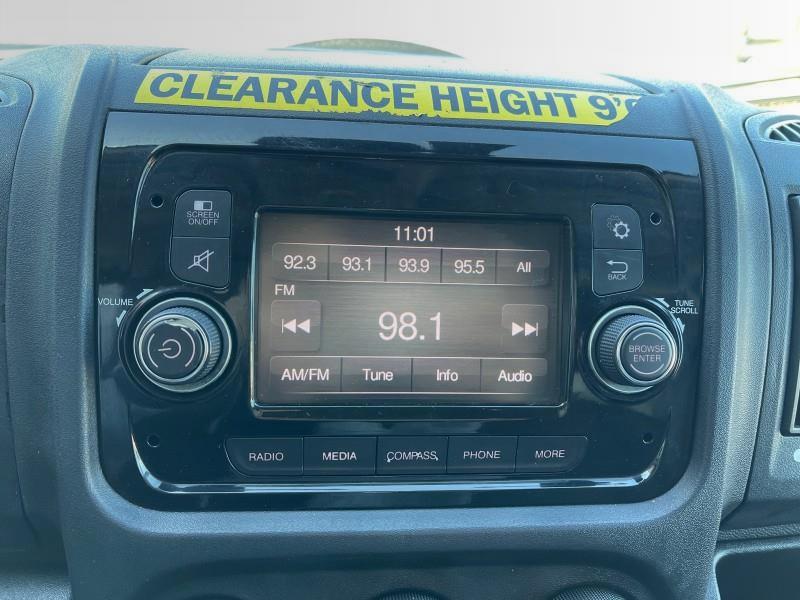 CLEARANCE HEIGHT 9'
SCREEN
ON/OFF
11:01
92.3 93.1 93.9 95.5 All
FM
98.1
AM/FM Tune Info Audio
BACK
VOLUME
TUNE
SCROLL
BROWSE
ENTER
RADIO MEDIA COMPASS PHONE MORE